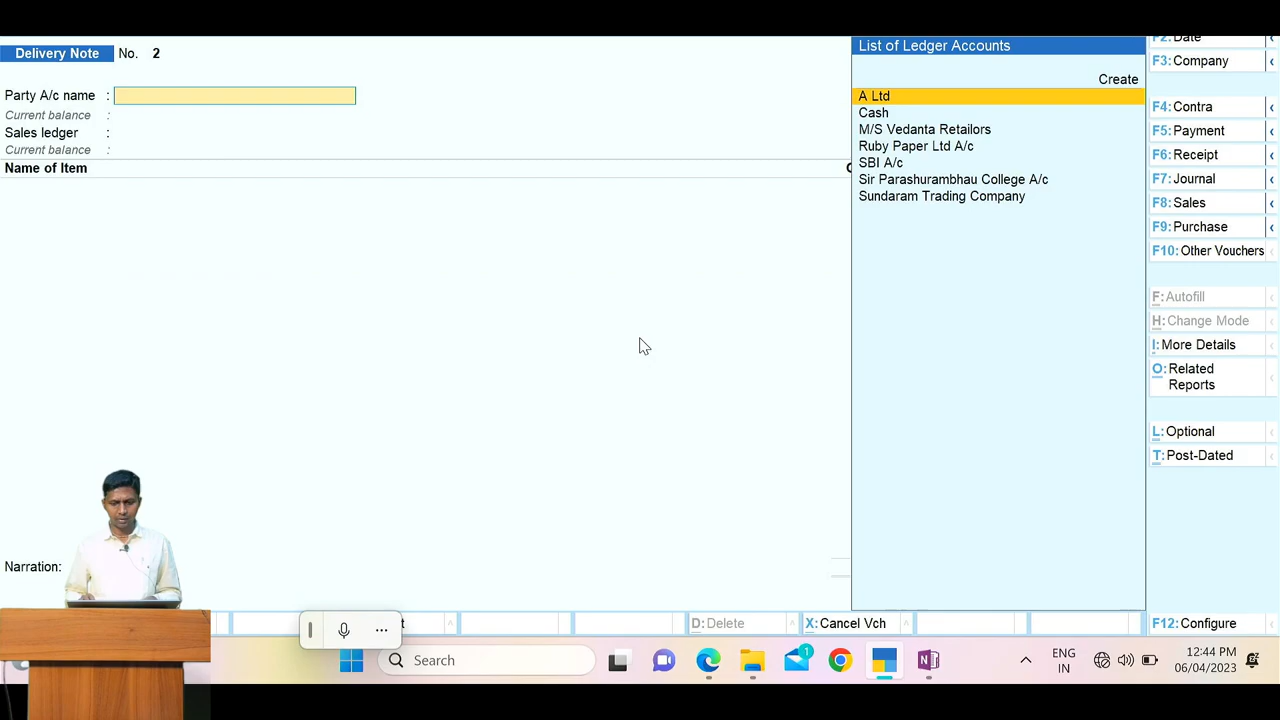 Delivery Note No. 2
Party A/c name :
Current balance :
Sales ledger :
Current balance :
Name of Item
Narration:
List of Ledger Accounts
Create
A Ltd
Cash
M/S Vedanta Retailors
Ruby Paper Ltd A/c
SBI A/c
Sir Parashurambhau College A/c
Sundaram Trading Company
F2: Date
F3: Company
F4: Contra
F5: Payment
F6: Receipt
F7: Journal
F8: Sales
F9: Purchase
F10: Other Vouchers
F: Autofill
H: Change Mode
I: More Details
O: Related
Reports
L: Optional
T: Post-Dated
D: Delete
X: Cancel Vch
F12: Configure
Search
1
ENG
IN
12:44 PM
06/04/2023